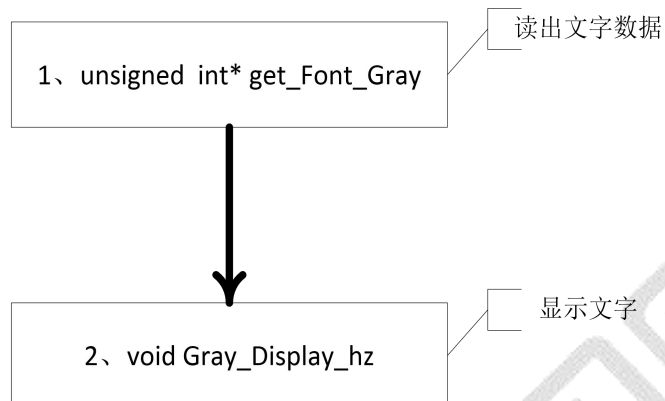 读出文字数据
1、unsigned int* get_Font_Gray
显示文字
2、void Gray_Display_hz